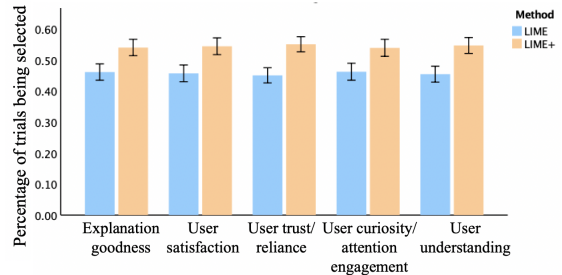 Method
LIME
LIME+
Percentage of trials being selected
0.60
0.50
0.40
0.30
0.20
0.10
0.00
Explanation
goodness
User
satisfaction
User trust/
reliance
User curiosity/
attention
engagement
User
understanding